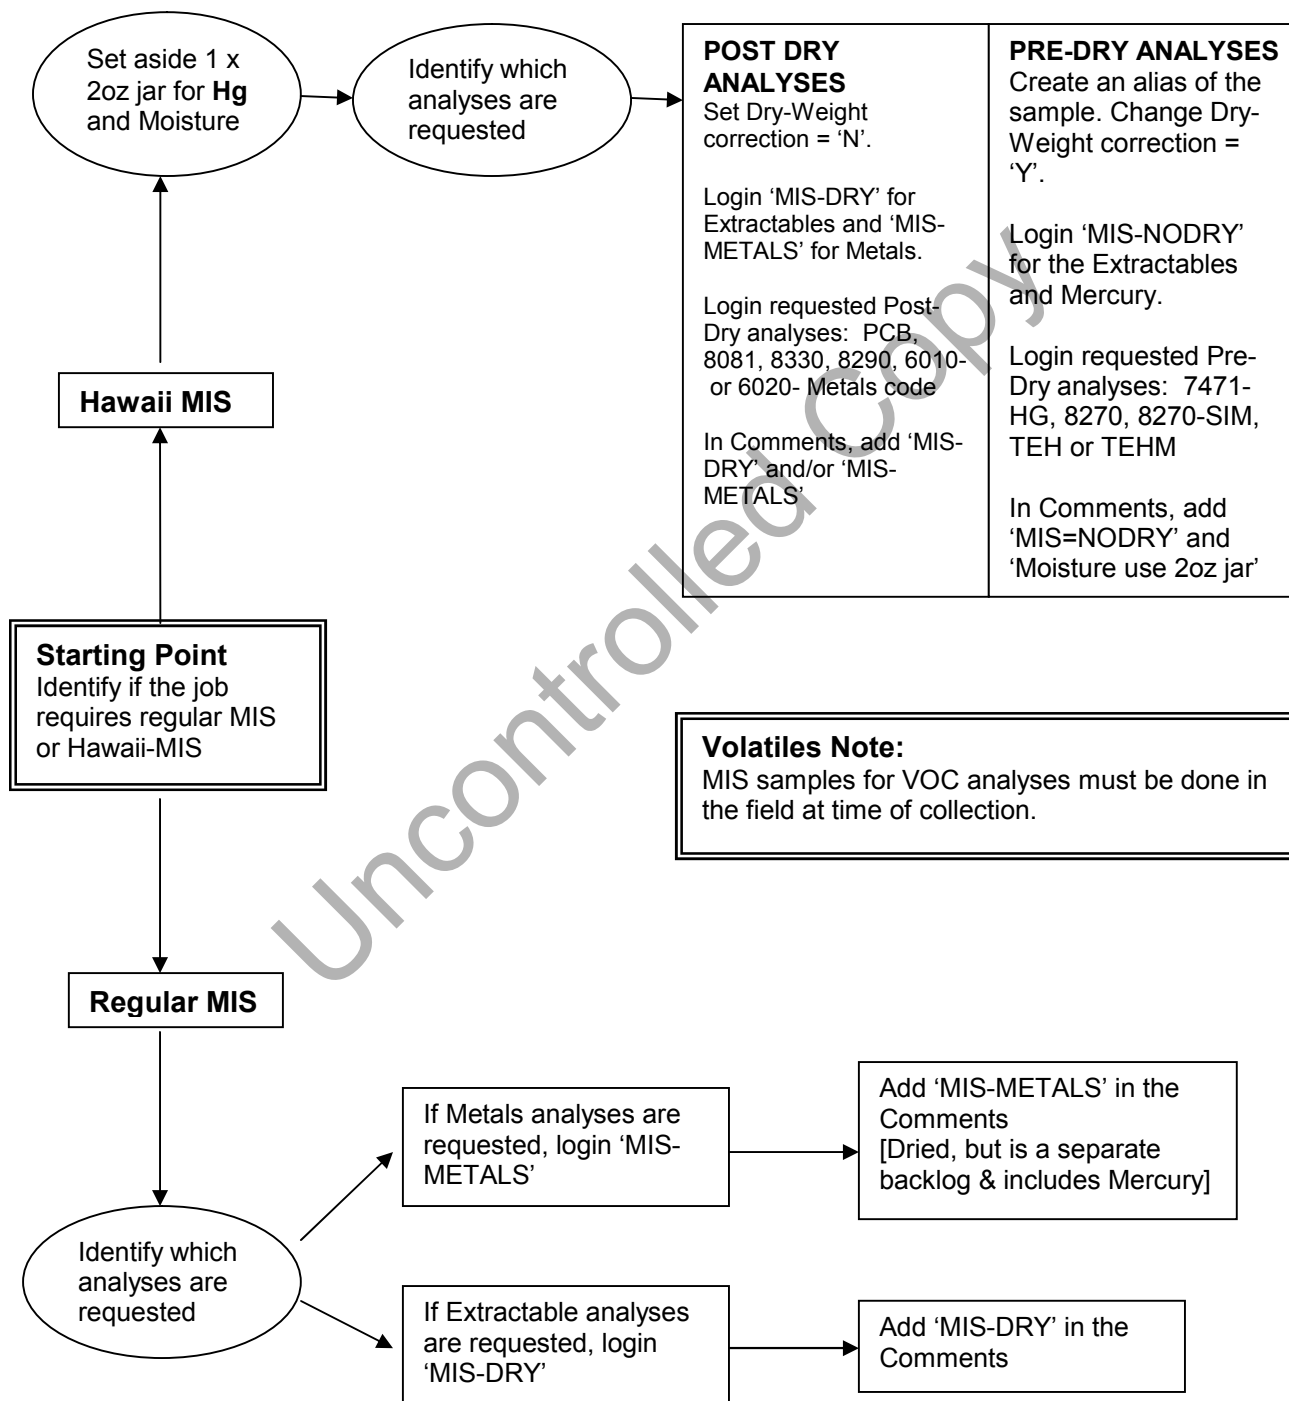 Set aside 1 x
2oz jar for Hg
and Moisture
Identify which
analyses are
requested
POST DRY
ANALYSES
Set Dry-Weight
correction = ‘N’.
Login ‘MIS-DRY’ for
Extractables and ‘MIS-
METALS’ for Metals.
Login requested Post-
Dry analyses:  PCB,
8081, 8330, 8290, 6010-
or 6020- Metals code
In Comments, add ‘MIS-
DRY’ and/or ‘MIS-
METALS’
PRE-DRY ANALYSES
Create an alias of the
sample. Change Dry-
Weight correction =
‘Y’.
Login ‘MIS-NODRY’
for the Extractables
and Mercury.
Login requested Pre-
Dry analyses:  7471-
HG, 8270, 8270-SIM,
TEH or TEHM
In Comments, add
‘MIS=NODRY’ and
‘Moisture use 2oz jar’
Hawaii MIS
Starting Point
Identify if the job
requires regular MIS
or Hawaii-MIS
Volatiles Note:
MIS samples for VOC analyses must be done in
the field at time of collection.
Uncontrolled Copy
Regular MIS
Identify which
analyses are
requested
If Metals analyses are
requested, login ‘MIS-
METALS’
Add ‘MIS-METALS’ in the
Comments
[Dried, but is a separate
backlog & includes Mercury]
If Extractable analyses
are requested, login
‘MIS-DRY’
Add ‘MIS-DRY’ in the
Comments